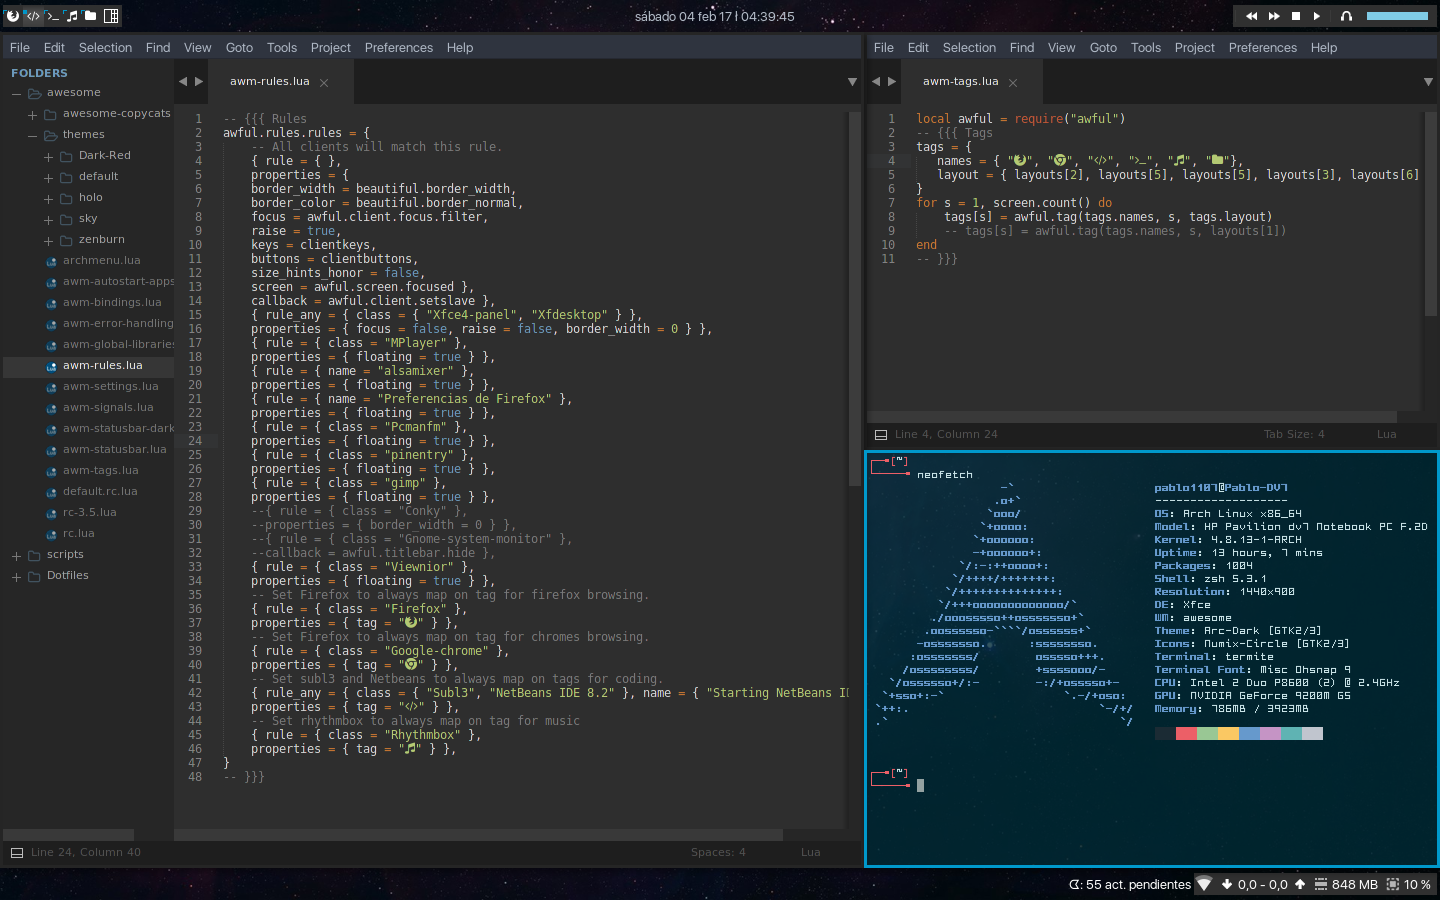 sábado 04 feb 17 ł 04:39:45
File Edit Selection Find View Goto Tools Project Preferences Help
FOLDERS
awesome
awesome-copycats
themes
Dark-Red
default
holo
sky
zenburn
archmenu.lua
awm-autostart-apps
awm-bindings.lua
awm-error-handling
awm-global-libraries
awm-rules.lua
awm-settings.lua
awm-signals.lua
awm-statusbar-dark
awm-statusbar.lua
awm-tags.lua
default.rc.lua
rc-3.5.lua
rc.lua
scripts
Dotfiles
awm-rules.lua ×
1 -- {{{ Rules
2 awful.rules.rules = {
3 -- All clients will match this rule.
4 { rule = { },
5 properties = {
6 border_width = beautiful.border_width,
7 border_color = beautiful.border_normal,
8 focus = awful.client.focus.filter,
9 raise = true,
10 keys = clientkeys,
11 buttons = clientbuttons,
12 size_hints_honor = false,
13 screen = awful.screen.focused },
14 callback = awful.client.setslave },
15 { rule_any = { class = { "Xfce4-panel", "Xfdesktop" } },
16 properties = { focus = false, raise = false, border_width = 0 } },
17 { rule = { class = "MPlayer" },
18 properties = { floating = true } },
19 { rule = { name = "alsamixer" },
20 properties = { floating = true } },
21 { rule = { name = "Preferencias de Firefox" },
22 properties = { floating = true } },
23 { rule = { class = "Pcmanfm" },
24 properties = { floating = true } },
25 { rule = { class = "pinentry" },
26 properties = { floating = true } },
27 { rule = { class = "gimp" },
28 properties = { floating = true } },
29 --{ rule = { class = "Conky" },
30 --properties = { border_width = 0 } },
31 --{ rule = { class = "Gnome-system-monitor" },
32 --callback = awful.titlebar.hide },
33 { rule = { class = "Viewnior" },
34 properties = { floating = true } },
35 -- Set Firefox to always map on tag for firefox browsing.
36 { rule = { class = "Firefox" },
37 properties = { tag = "" } },
38 -- Set Firefox to always map on tag for chromes browsing.
39 { rule = { class = "Google-chrome" },
40 properties = { tag = "" } },
41 -- Set subl3 and Netbeans to always map on tags for coding.
42 { rule_any = { class = { "Subl3", "NetBeans IDE 8.2" }, name = { "Starting NetBeans ID
43 properties = { tag = "</>" } },
44 -- Set rhythmbox to always map on tag for music
45 { rule = { class = "Rhythmbox" },
46 properties = { tag = "♫" } },
47 }
48 -- }}}
Line 24, Column 40 Spaces: 4 Lua
File Edit Selection Find View Goto Tools Project Preferences Help
awm-tags.lua ×
1 local awful = require("awful")
2 -- {{{ Tags
3 tags = {
4 names = { "", "", "</>", ">_", "♫", ""},
5 layout = { layouts[2], layouts[5], layouts[5], layouts[3], layouts[6]
6 }
7 for s = 1, screen.count() do
8 tags[s] = awful.tag(tags.names, s, tags.layout)
9 -- tags[s] = awful.tag(tags.names, s, layouts[1])
10 end
11 -- }}}
Line 4, Column 24 Tab Size: 4 Lua
[~]
neofetch
pablo1107@Pablo-DV7
-------------------
OS: Arch Linux x86_64
Model: HP Pavilion dv7 Notebook PC F.2D
Kernel: 4.8.13-1-ARCH
Uptime: 13 hours, 7 mins
Packages: 1004
Shell: zsh 5.3.1
Resolution: 1440x900
DE: Xfce
WM: awesome
Theme: Arc-Dark [GTK2/3]
Icons: Numix-Circle [GTK2/3]
Terminal: termite
Terminal Font: Misc Ohsnap 9
CPU: Intel 2 Duo P8600 (2) @ 2.4GHz
GPU: NVIDIA GeForce 9200M GS
Memory: 786MB / 3923MB
[~]
55 act. pendientes 0,0 - 0,0 848 MB 10 %